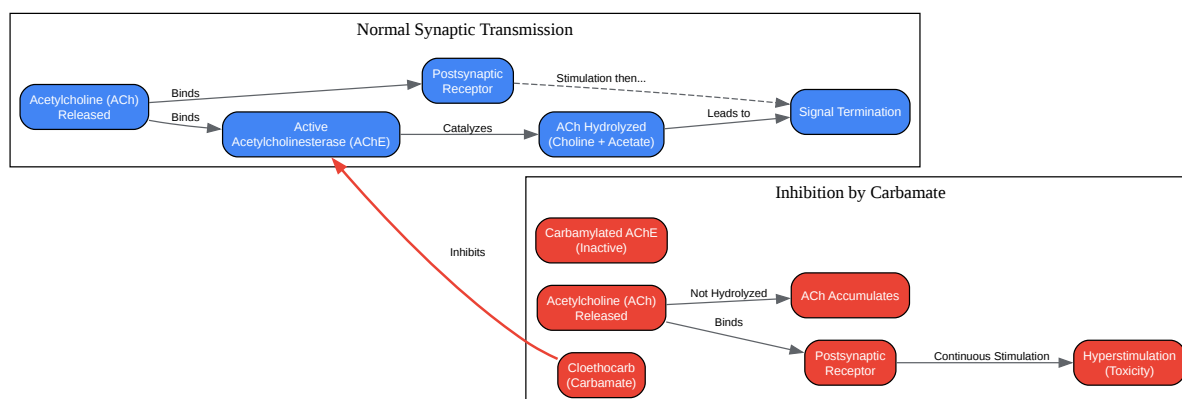 Normal Synaptic Transmission
Acetylcholine (ACh)
Released
Binds
Binds
Postsynaptic
Receptor
Stimulation then...
Active
Acetylcholinesterase (AChE)
Catalyzes
ACh Hydrolyzed
(Choline + Acetate)
Leads to
Signal Termination
Inhibits
Inhibition by Carbamate
Carbamylated AChE
(Inactive)
Acetylcholine (ACh)
Released
Not Hydrolyzed
ACh Accumulates
Binds
Postsynaptic
Receptor
Continuous Stimulation
Hyperstimulation
(Toxicity)
Cloethocarb
(Carbamate)